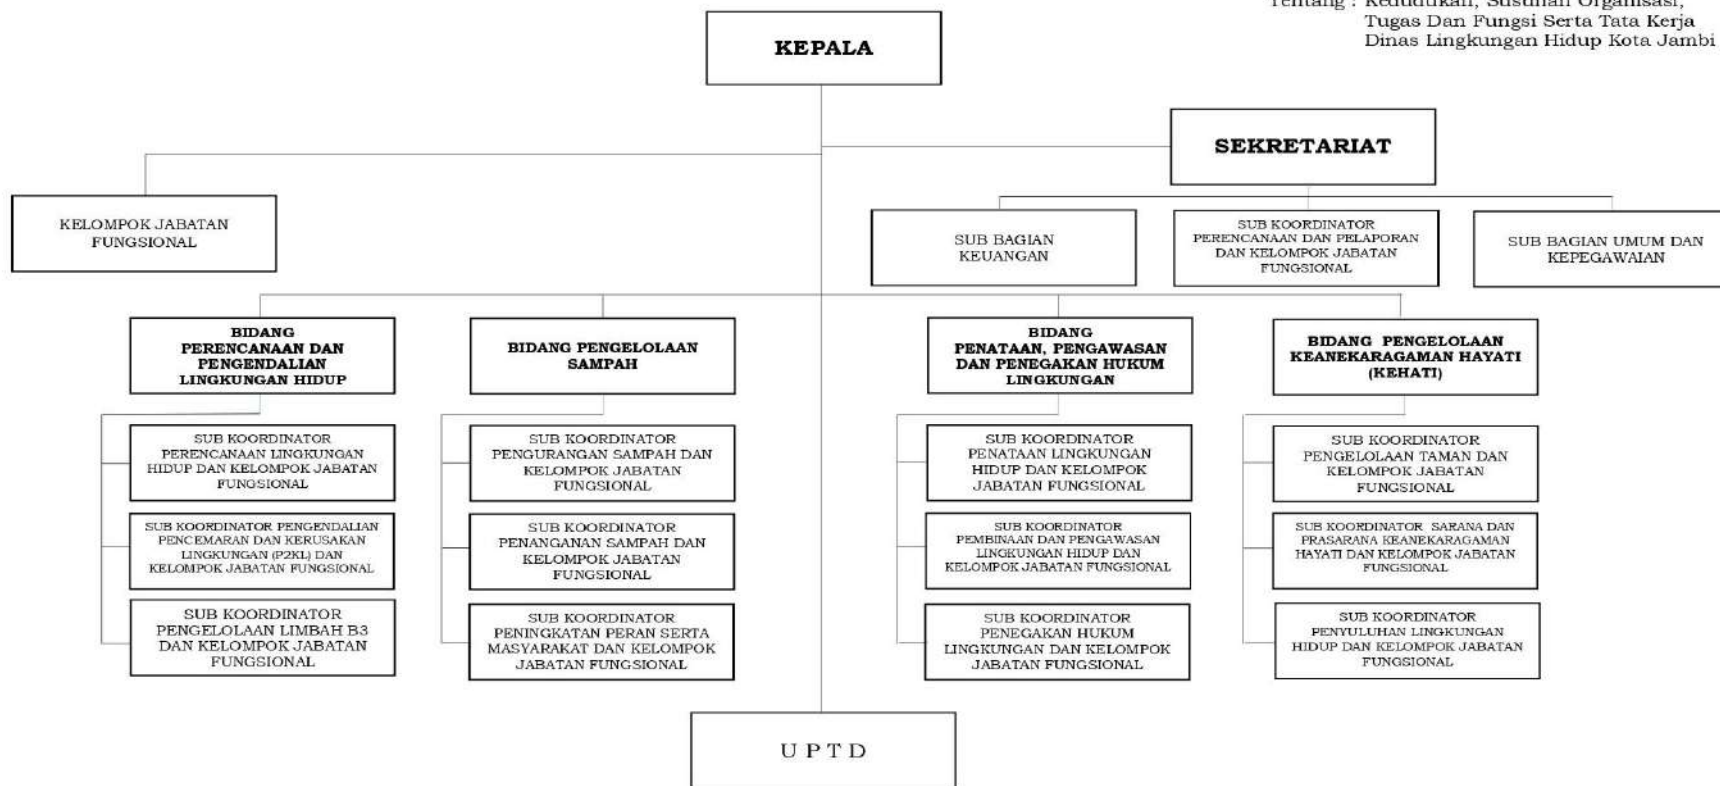 Tentang : Kedudukan, Susunan Organisasi,
Tugas Dan Fungsi Serta Tata Kerja
Dinas Lingkungan Hidup Kota Jambi
KEPALA
SEKRETARIAT
KELOMPOK JABATAN
FUNGSIONAL
SUB BAGIAN
KEUANGAN
SUB KOORDINATOR
PERENCANAAN DAN PELAPORAN
DAN KELOMPOK JABATAN
FUNGSIONAL
SUB BAGIAN UMUM DAN
KEPEGAWAIAN
BIDANG
PERENCANAAN DAN
PENGENDALIAN
LINGKUNGAN HIDUP
BIDANG PENGELOLAAN
SAMPAH
BIDANG
PENATAAN, PENGAWASAN
DAN PENEGAKAN HUKUM
LINGKUNGAN
BIDANG PENGELOLAAN
KEANEKARAGAMAN HAYATI
(KEHATI)
SUB KOORDINATOR
PERENCANAAN LINGKUNGAN
HIDUP DAN KELOMPOK JABATAN
FUNGSIONAL
SUB KOORDINATOR
PENGURANGAN SAMPAH DAN
KELOMPOK JABATAN
FUNGSIONAL
SUB KOORDINATOR
PENATAAN LINGKUNGAN
HIDUP DAN KELOMPOK
JABATAN FUNGSIONAL
SUB KOORDINATOR
PENGELOLAAN TAMAN DAN
KELOMPOK JABATAN
FUNGSIONAL
SUB KOORDINATOR PENGENDALIAN
PENCEMARAN DAN KERUSAKAN
LINGKUNGAN (P2KL) DAN
KELOMPOK JABATAN FUNGSIONAL
SUB KOORDINATOR
PENANGANAN SAMPAH DAN
KELOMPOK JABATAN
FUNGSIONAL
SUB KOORDINATOR
PEMBINAAN DAN PENGAWASAN
LINGKUNGAN HIDUP DAN
KELOMPOK JABATAN FUNGSIONAL
SUB KOORDINATOR SARANA DAN
PRASARANA KEANEKARAGAMAN
HAYATI DAN KELOMPOK JABATAN
FUNGSIONAL
SUB KOORDINATOR
PENGELOLAAN LIMBAH B3
DAN KELOMPOK JABATAN
FUNGSIONAL
SUB KOORDINATOR
PENINGKATAN PERAN SERTA
MASYARAKAT DAN KELOMPOK
JABATAN FUNGSIONAL
SUB KOORDINATOR
PENEGAKAN HUKUM
LINGKUNGAN DAN KELOMPOK
JABATAN FUNGSIONAL
SUB KOORDINATOR
PENYULUHAN LINGKUNGAN
HIDUP DAN KELOMPOK JABATAN
FUNGSIONAL
U P T D